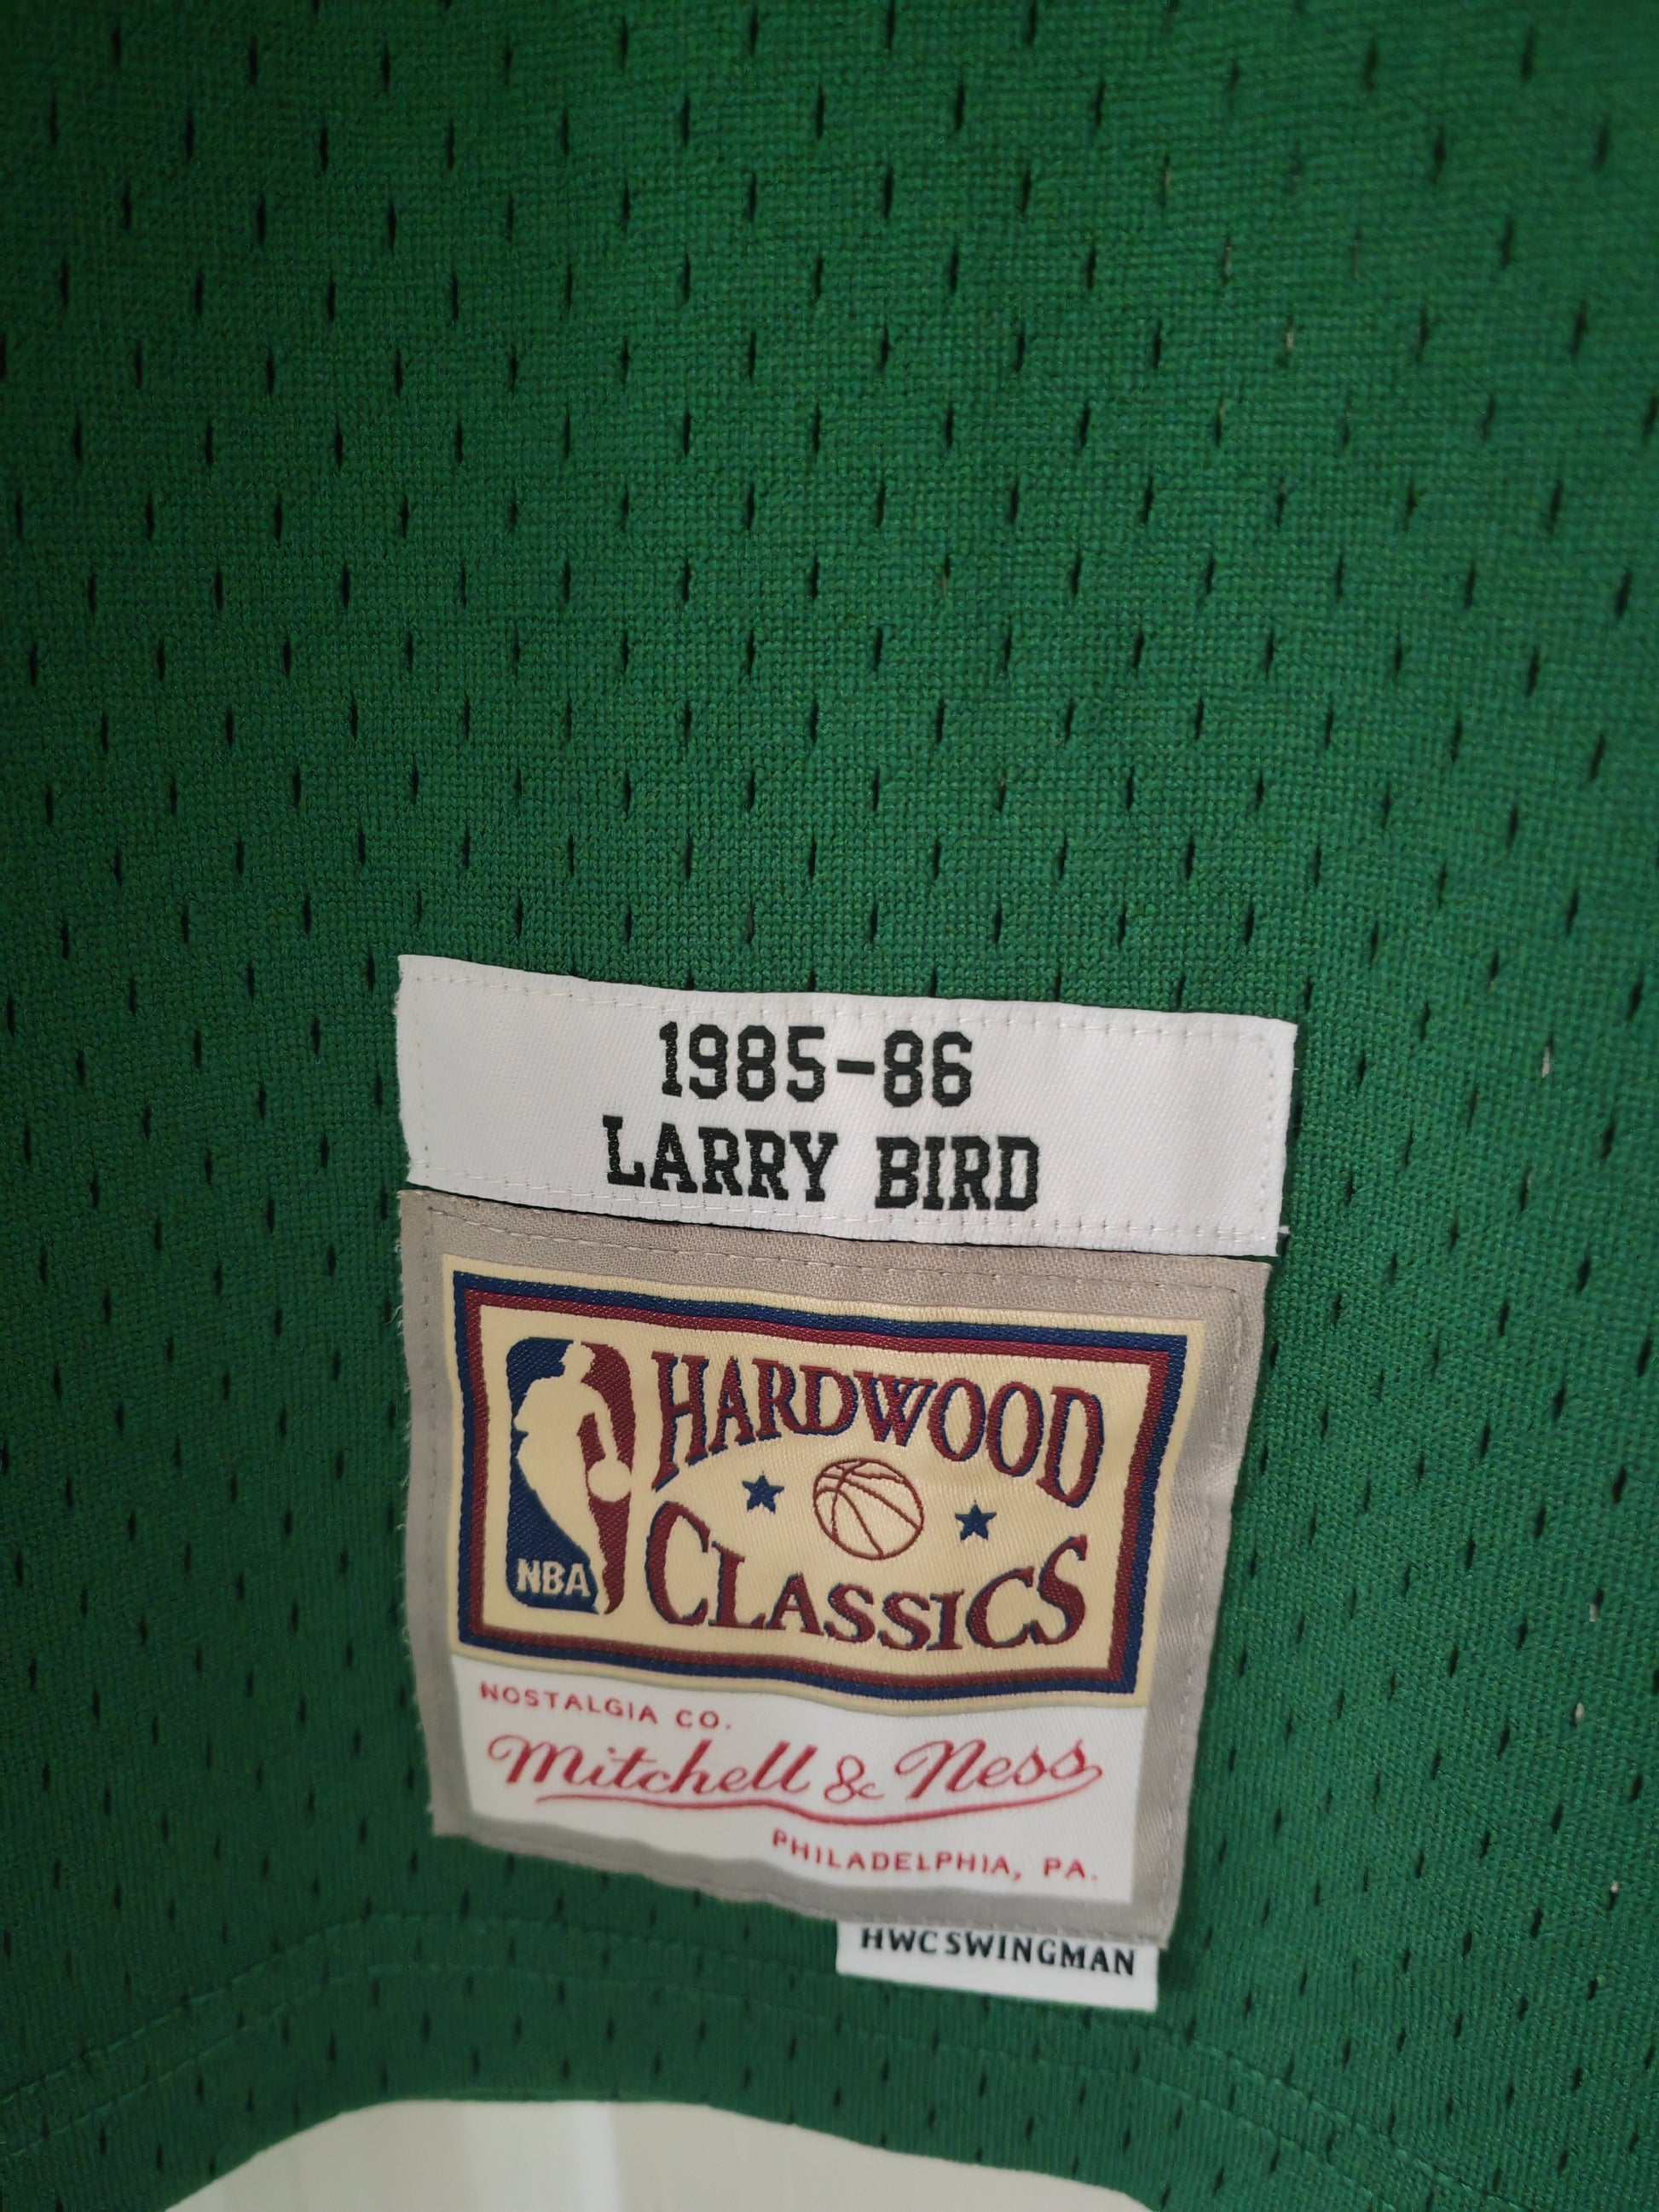 1985-86
LARRY BIRD
HARDWOOD
CLASSICS
NBA
NOSTALGIA CO.
Mitchell & Ness
PHILADELPHIA, PA.
HWC SWINGMAN